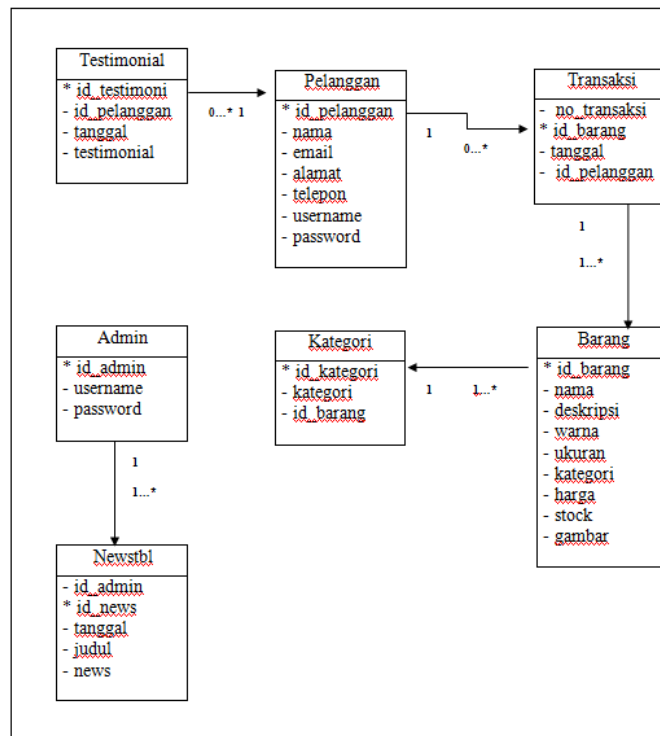 Testimonial
* id_testimoni
- id_pelanggan
- tanggal
- testimonial
0...* 1
Pelanggan
* id_pelanggan
- nama
- email
- alamat
- telepon
- username
- password
1
0...*
Transaksi
- no_transaksi
* id_barang
- tanggal
- id_pelanggan
1
1...*
Admin
* id_admin
- username
- password
1
1...*
Kategori
* id_kategori
- kategori
- id_barang
1 1...*
Barang
* id_barang
- nama
- deskripsi
- warna
- ukuran
- kategori
- harga
- stock
- gambar
Newstbl
- id_admin
* id_news
- tanggal
- judul
- news